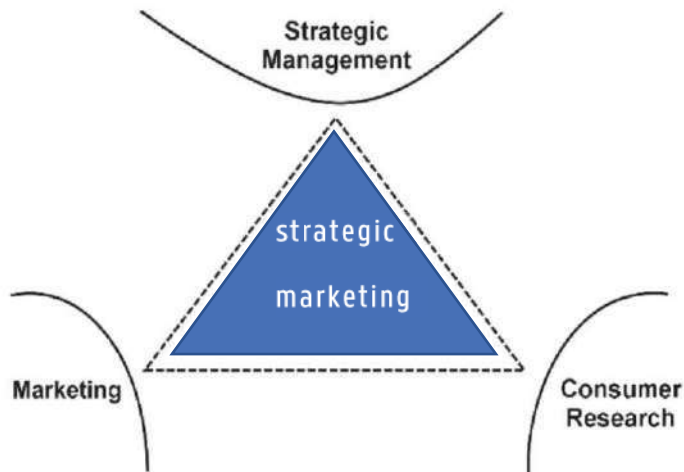 Strategic
Management
strategic
marketing
Marketing
Consumer
Research